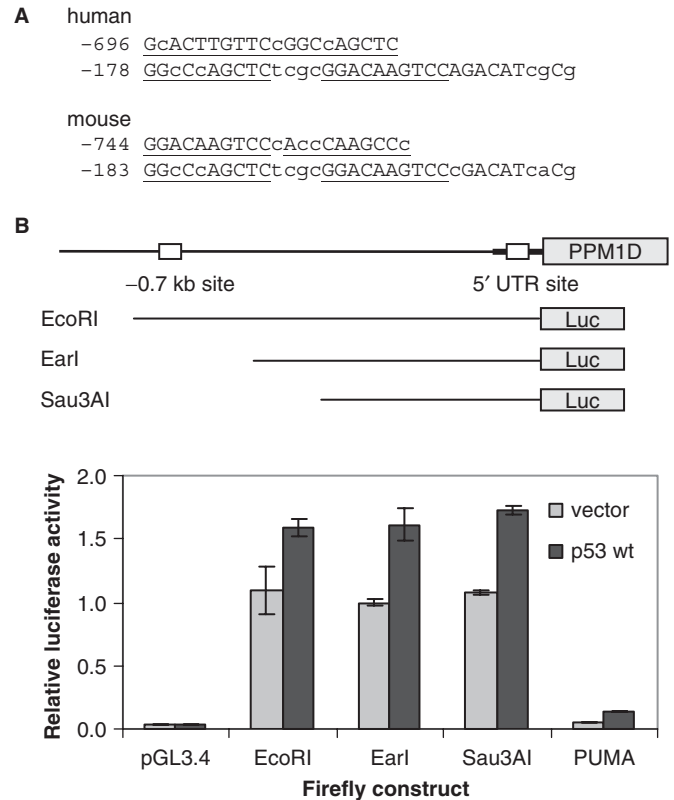 A
human
−696 GcACTTGTTCcGGCcAGCTC
−178 GGcCcAGCTCtcgcGGACAAGTCCAGACATcgCg
mouse
−744 GGACAAGTCCcAccCAAGCCc
−183 GGcCcAGCTCtcgcGGACAAGTCCcGACATcaCg
B
PPM1D
−0.7 kb site 5′ UTR site
EcoRI Luc
EarI Luc
Sau3AI Luc
Relative luciferase activity
2.0
1.5
1.0
0.5
0.0
vector
p53 wt
pGL3.4 EcoRI EarI Sau3AI PUMA
Firefly construct